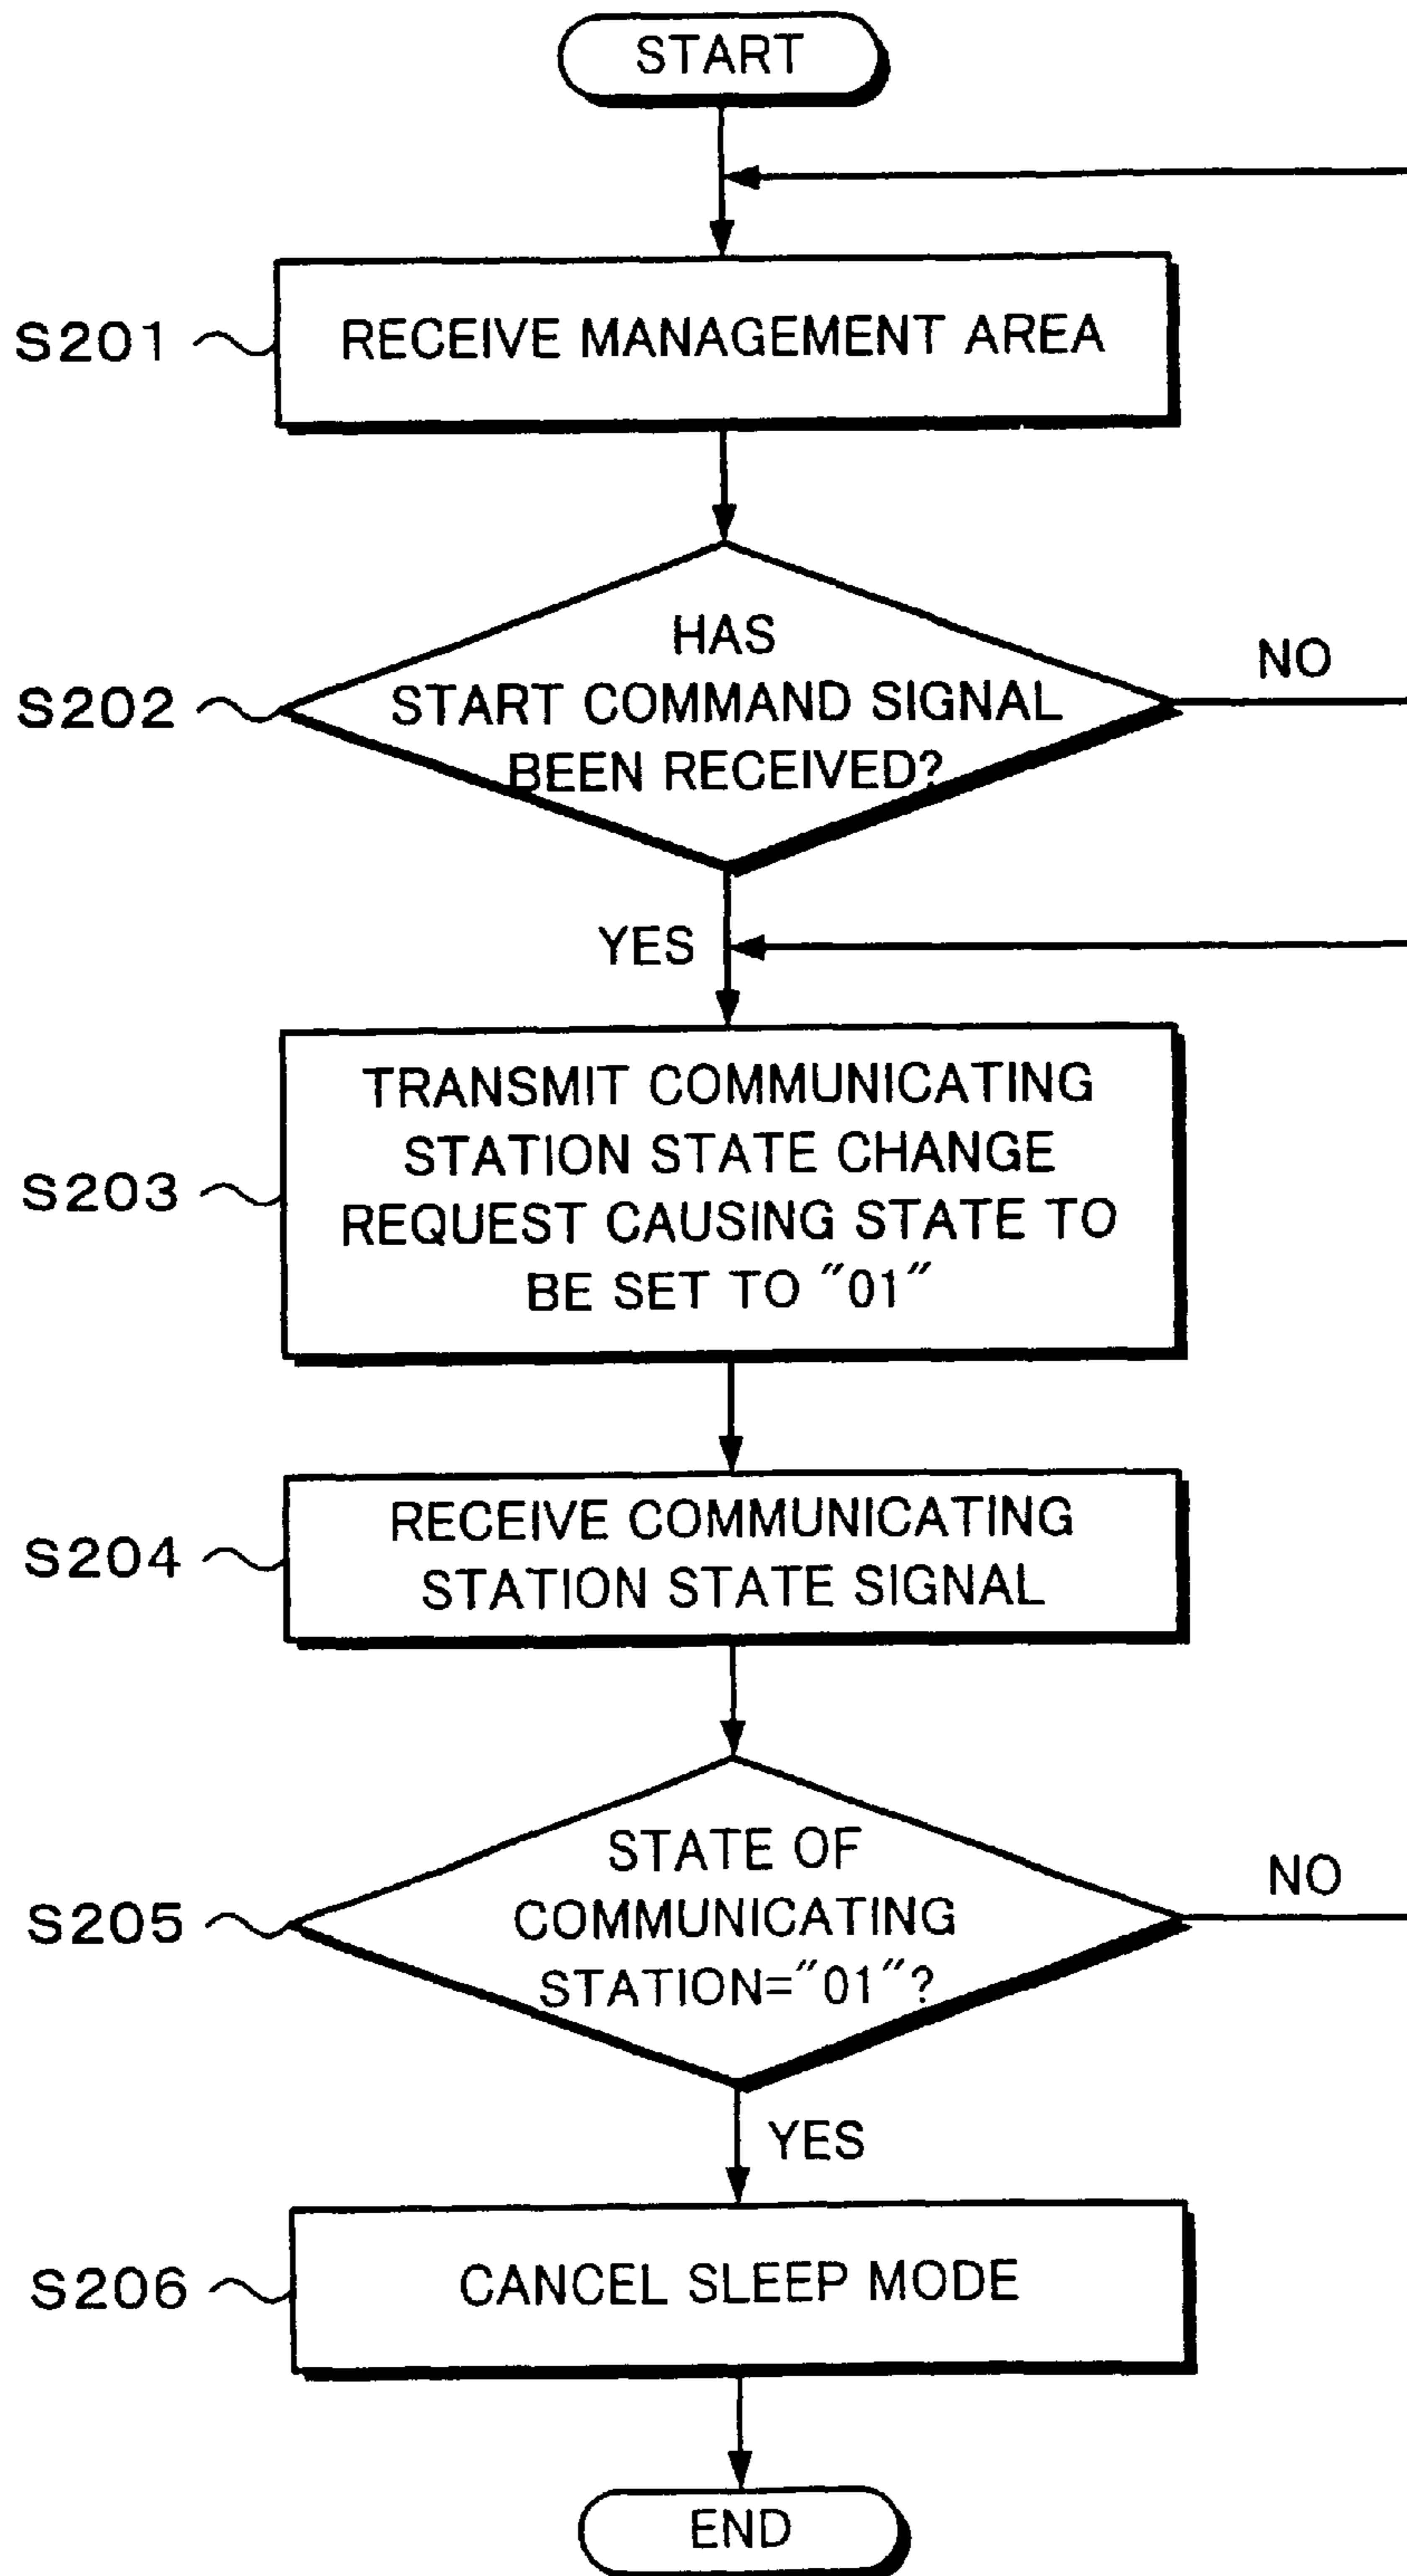 START
S201
RECEIVE MANAGEMENT AREA
S202
HAS
START COMMAND SIGNAL
BEEN RECEIVED?
NO
YES
S203
TRANSMIT COMMUNICATING
STATION STATE CHANGE
REQUEST CAUSING STATE TO
BE SET TO "01"
S204
RECEIVE COMMUNICATING
STATION STATE SIGNAL
S205
STATE OF
COMMUNICATING
STATION="01"?
NO
YES
S206
CANCEL SLEEP MODE
END